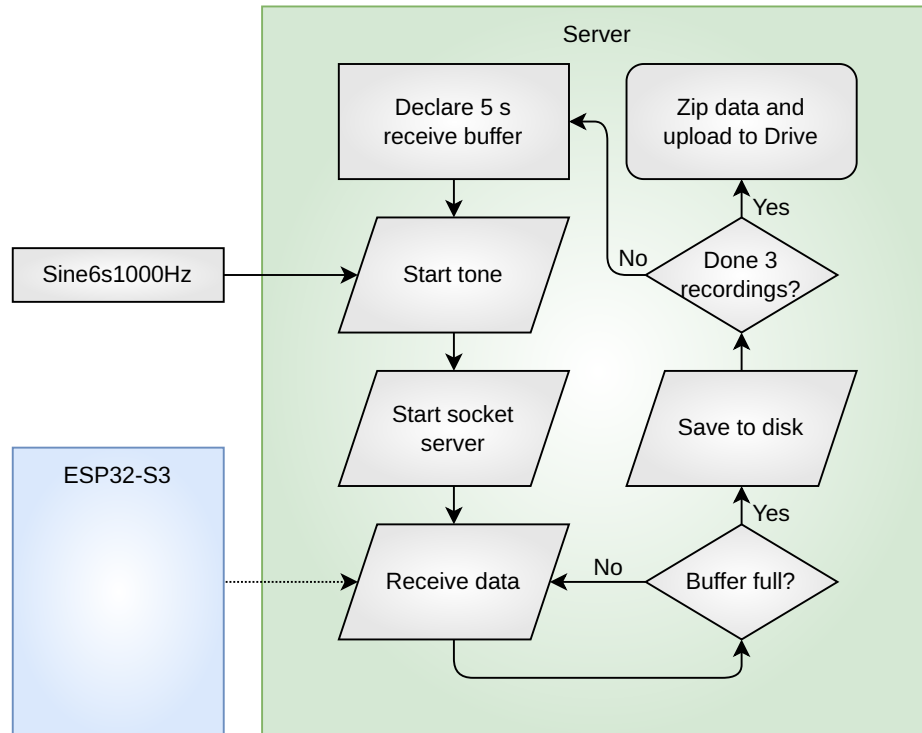 Server
Declare 5 s
receive buffer
Zip data and
upload to Drive
Yes
No
Sine6s1000Hz
Start tone
Done 3
recordings?
Start socket
server
Save to disk
ESP32-S3
Yes
No
Receive data
Buffer full?